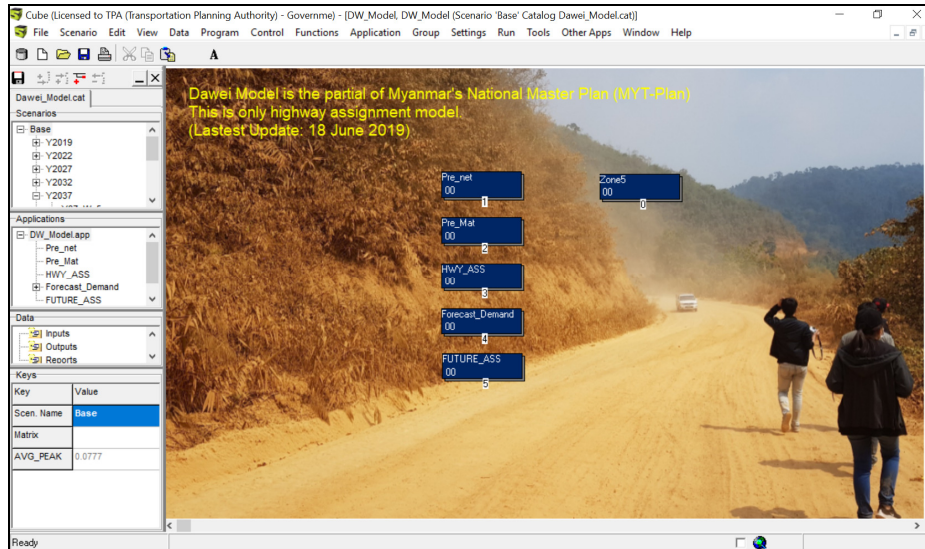 Cube (Licensed to TPA (Transportation Planning Authority) - Governme) - [DW_Model, DW_Model (Scenario 'Base' Catalog Dawei_Model.cat)]
File Scenario Edit View Data Program Control Functions Application Group Settings Run Tools Other Apps Window Help
A
Dawei_Model.cat
Scenarios
Base
Y2019
Y2022
Y2027
Y2032
Y2037
Applications
DW_Model.app
Pre_net
Pre_Mat
HWY_ASS
Forecast_Demand
FUTURE_ASS
Data
Inputs
Outputs
Reports
Keys
Key Value
Scen. Name Base
Matrix
AVG_PEAK 0.0777
Ready
Dawei Model is the partial of Myanmar's National Master Plan (MYT-Plan)
This is only highway assignment model.
(Lastest Update: 18 June 2019)
Pre_net
00
1
Zone5
00
0
Pre_Mat
00
2
HWY_ASS
00
3
Forecast_Demand
00
4
FUTURE_ASS
00
5